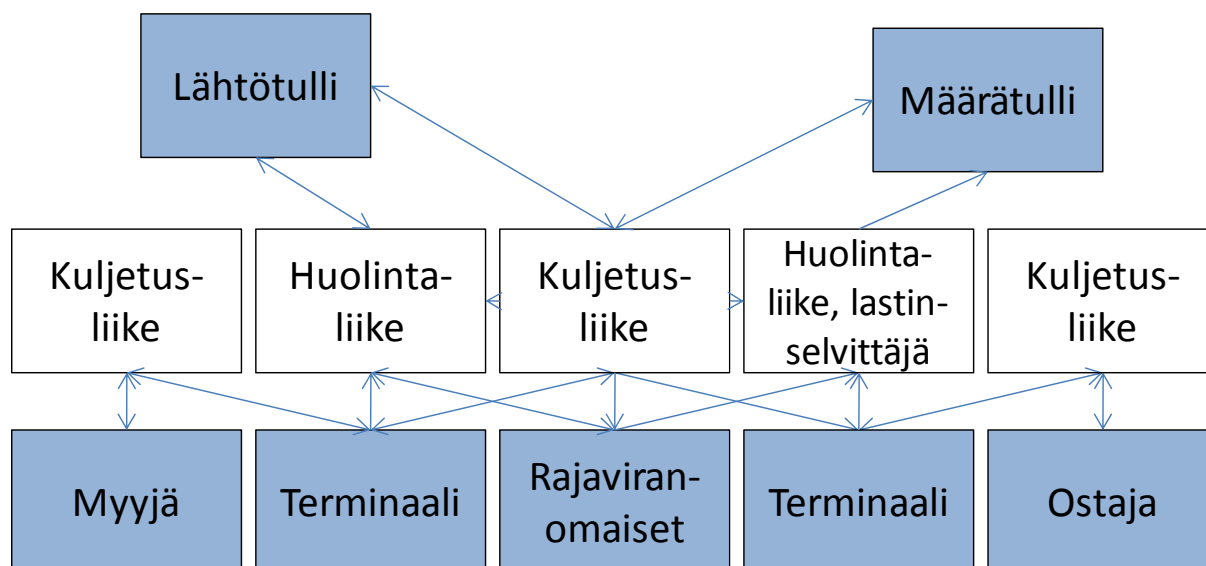 Lähtötulli
Määrätulli
Kuljetus-
liike
Huolinta-
liike
Kuljetus-
liike
Huolinta-
liike, lastin-
selvittäjä
Kuljetus-
liike
Myyjä
Terminaali
Rajaviran-
omaiset
Terminaali
Ostaja